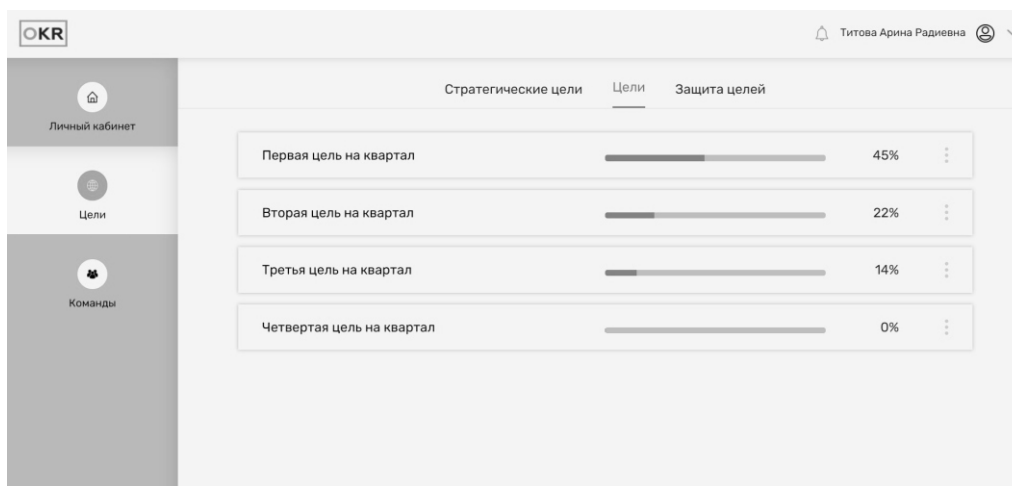 OKR
Титова Арина Радиевна
Стратегические цели Цели Защита целей
Личный кабинет
Первая цель на квартал 45%
Цели
Вторая цель на квартал 22%
Третья цель на квартал 14%
Команды
Четвертая цель на квартал 0%